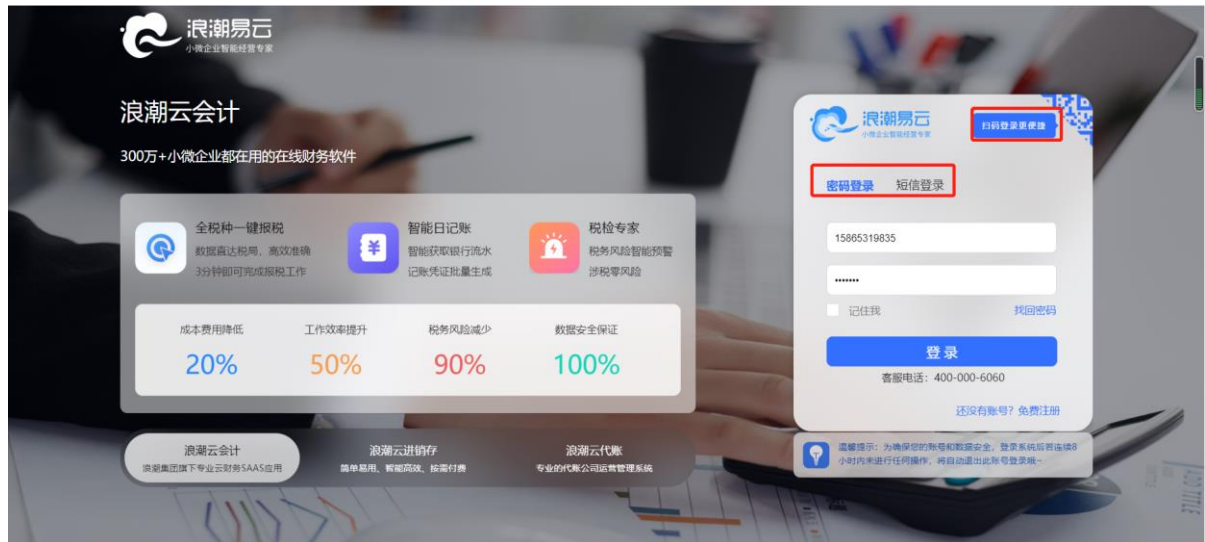 浪潮易云
小微企业智能经营专家
浪潮云会计
300万+小微企业都在用的在线财务软件
全税种一键报税
数据直达税局，高效准确
3分钟即可完成报税工作
智能日记账
智能获取银行流水
记账凭证批量生成
税检专家
税务风险智能预警
涉税零风险
成本费用降低
20%
工作效率提升
50%
税务风险减少
90%
数据安全保证
100%
浪潮云会计
浪潮集团旗下专业云财务SAAS应用
浪潮云进销存
简单易用、智能高效、按需付费
浪潮云代账
专业的代账公司运营管理系统
浪潮易云
小微企业智能经营专家
扫码登录更便捷
密码登录 短信登录
15865319835
•••••••
记住我 找回密码
登 录
客服电话：400-000-6060
还没有账号？免费注册
温馨提示：为确保您的账号和数据安全，登录系统后若连续8
小时内未进行任何操作，将自动退出此账号登录哦~